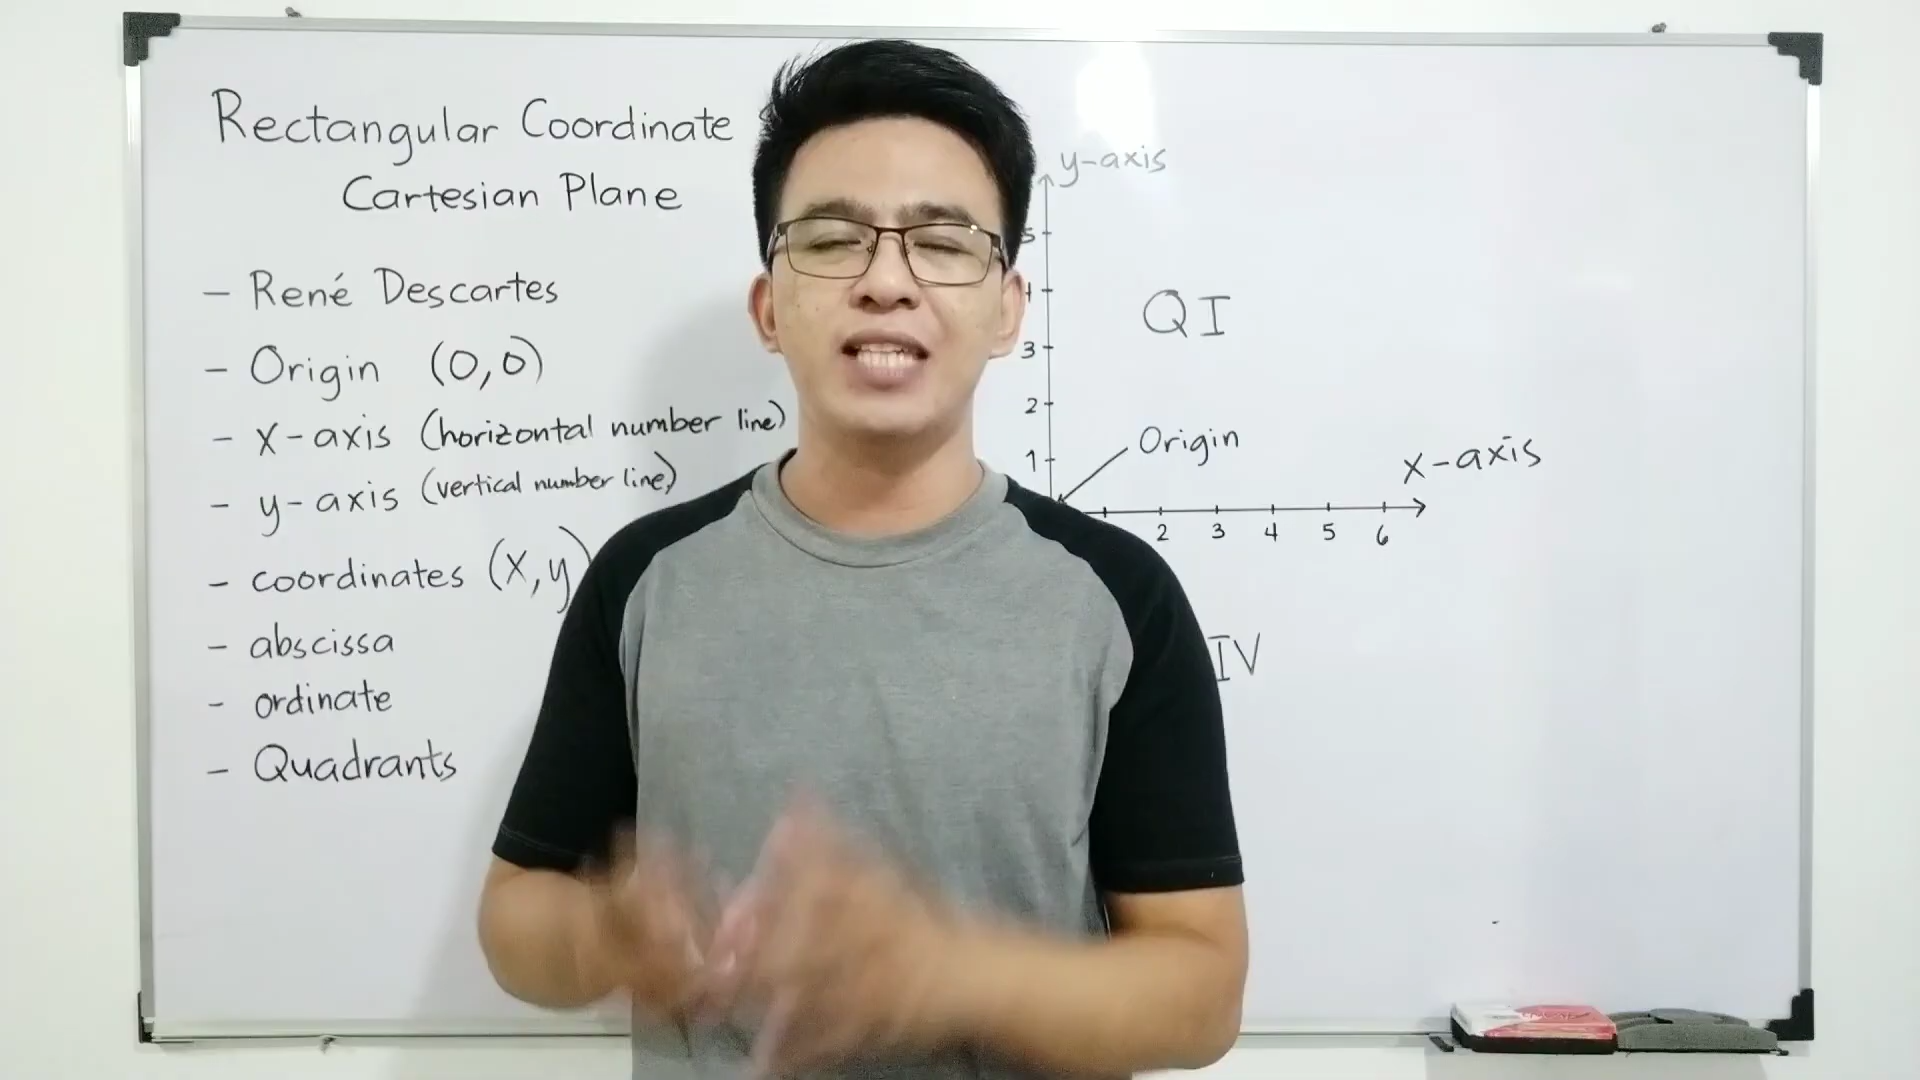 Rectangular Coordinate
Cartesian Plane
- René Descartes
- Origin (0,0)
- x-axis (horizontal number line)
- y-axis (vertical number line)
- coordinates (x,y)
- abscissa
- ordinate
- Quadrants
y-axis
5
4
QI
3
2
Origin
1
x-axis
2 3 4 5 6
IV